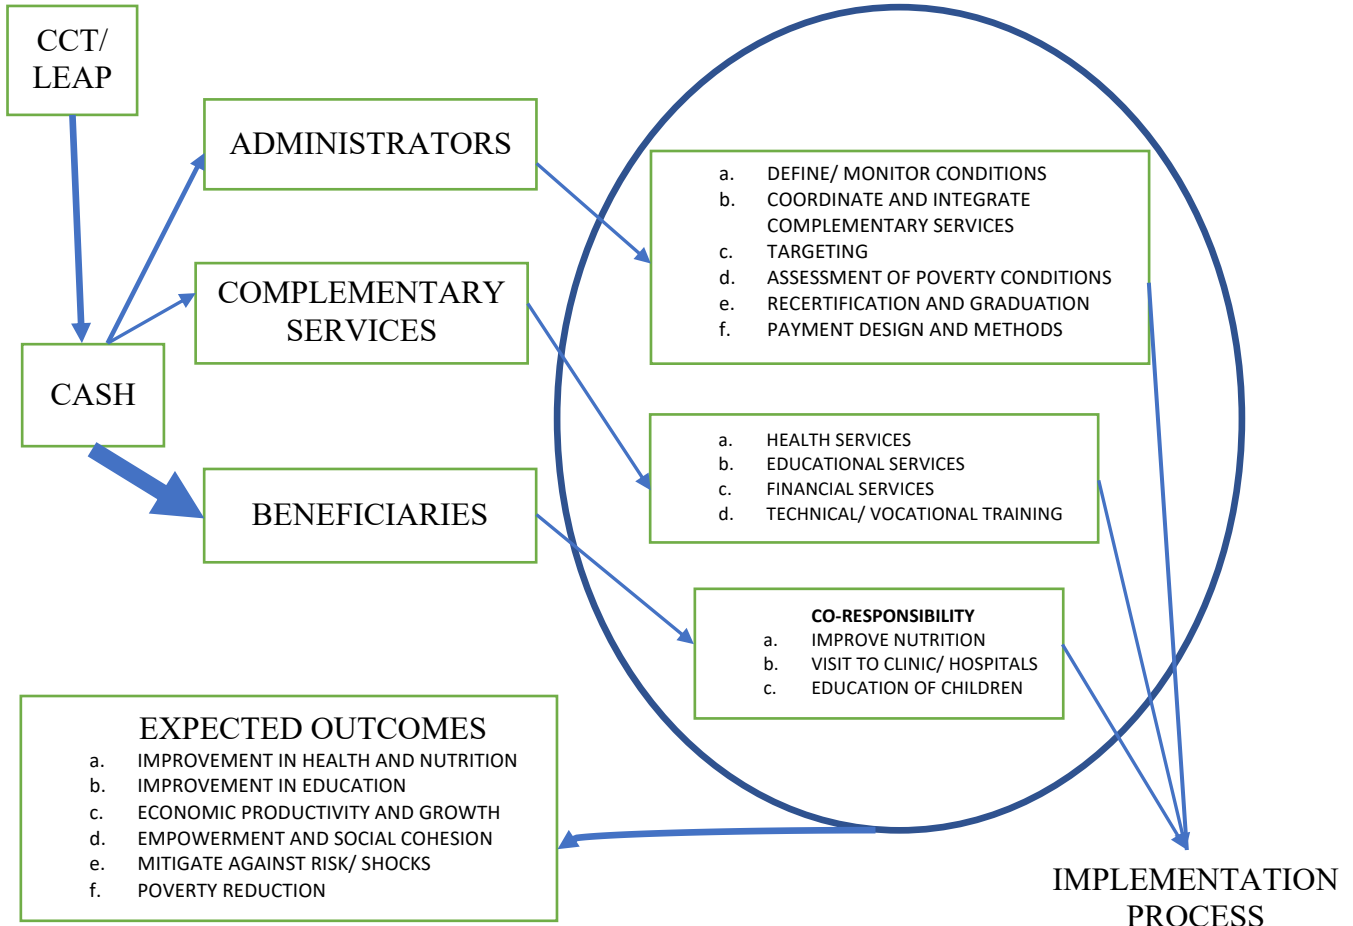 CCT/
LEAP
ADMINISTRATORS
COMPLEMENTARY
SERVICES
CASH
BENEFICIARIES
a. DEFINE/ MONITOR CONDITIONS
b. COORDINATE AND INTEGRATE
COMPLEMENTARY SERVICES
c. TARGETING
d. ASSESSMENT OF POVERTY CONDITIONS
e. RECERTIFICATION AND GRADUATION
f. PAYMENT DESIGN AND METHODS
a. HEALTH SERVICES
b. EDUCATIONAL SERVICES
c. FINANCIAL SERVICES
d. TECHNICAL/ VOCATIONAL TRAINING
CO-RESPONSIBILITY
a. IMPROVE NUTRITION
b. VISIT TO CLINIC/ HOSPITALS
c. EDUCATION OF CHILDREN
EXPECTED OUTCOMES
a. IMPROVEMENT IN HEALTH AND NUTRITION
b. IMPROVEMENT IN EDUCATION
c. ECONOMIC PRODUCTIVITY AND GROWTH
d. EMPOWERMENT AND SOCIAL COHESION
e. MITIGATE AGAINST RISK/ SHOCKS
f. POVERTY REDUCTION
IMPLEMENTATION
PROCESS